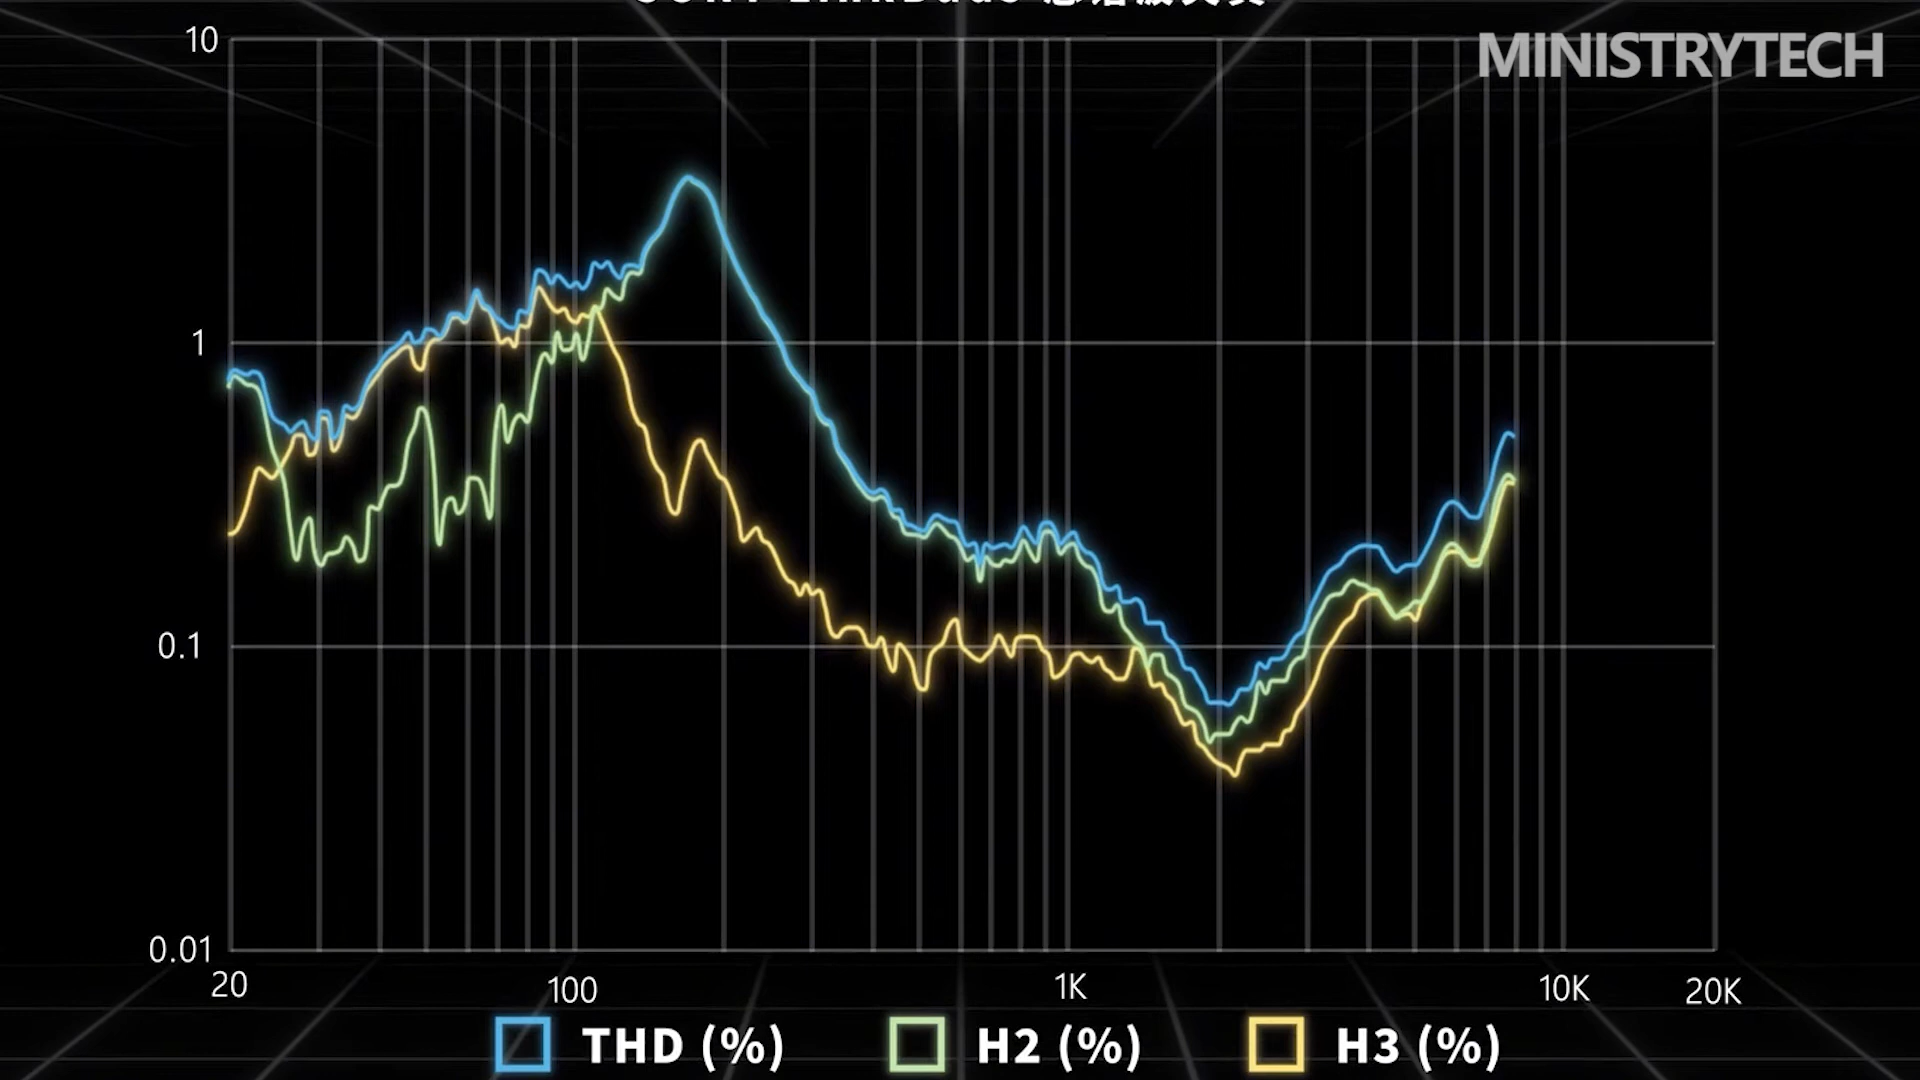 MINISTRYTECH
10
1
0.1
0.01
20 100 1K 10K 20K
THD (%) H2 (%) H3 (%)